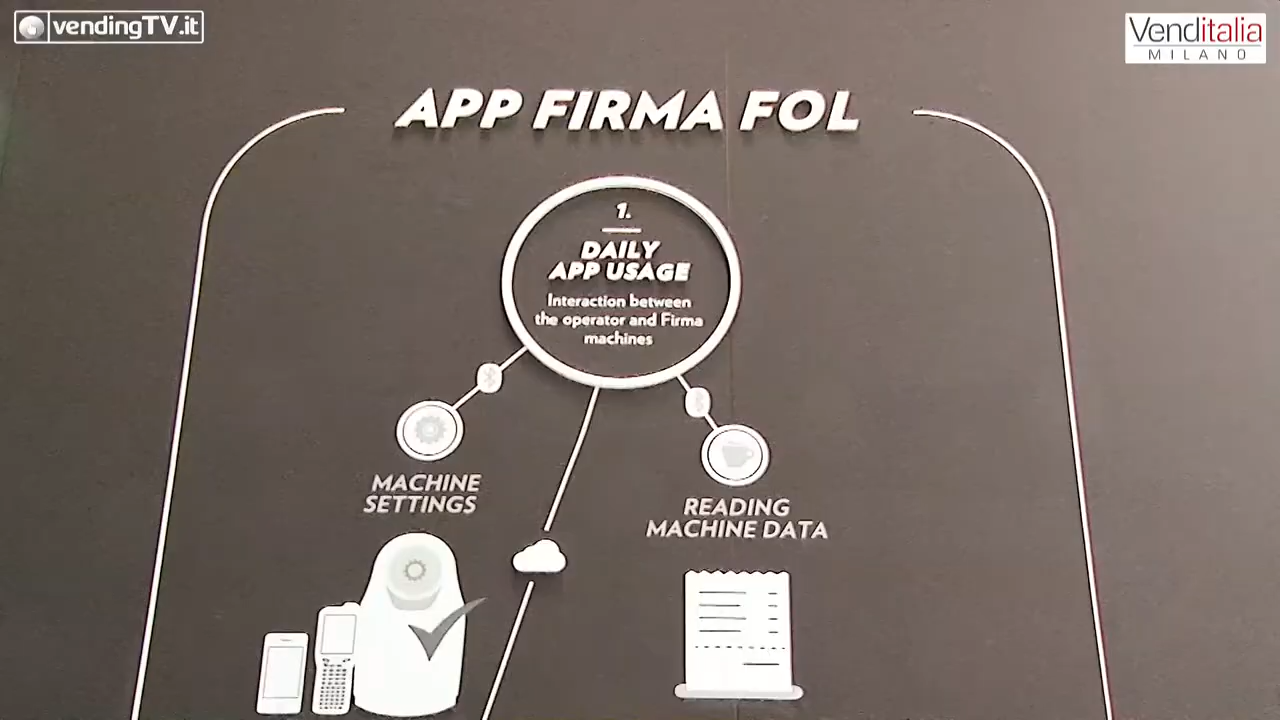 vendingTV.it
Venditalia
MILANO
APP FIRMA FOL
1.
DAILY
APP USAGE
Interaction between
the operator and Firma
machines
MACHINE
SETTINGS
READING
MACHINE DATA